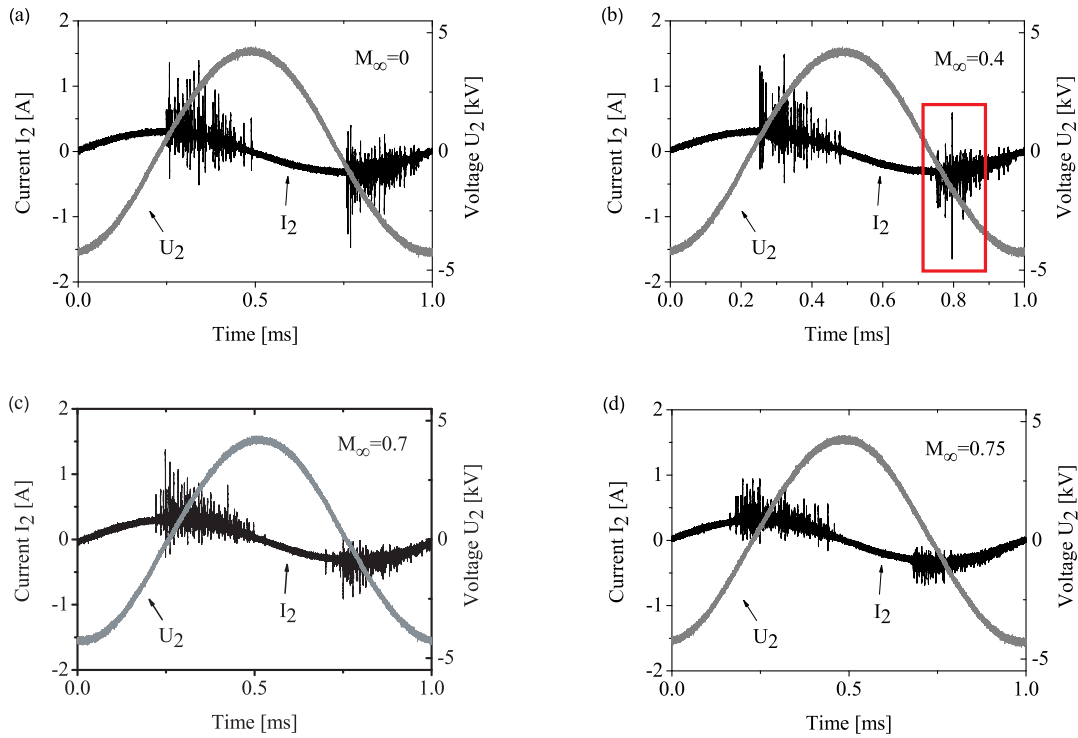 (a)
2
1
0
-1
-2
Current I2 [A]
M∞=0
U2
I2
5
0
-5
Voltage U2 [kV]
0.0
0.5
1.0
Time [ms]
(b)
2
1
0
-1
-2
Current I2 [A]
M∞=0.4
U2
I2
5
0
-5
Voltage U2 [kV]
0.0
0.2
0.4
0.6
0.8
1.0
Time [ms]
(c)
2
1
0
-1
-2
Current I2 [A]
M∞=0.7
U2
I2
5
0
-5
Voltage U2 [kV]
0.0
0.5
1.0
Time [ms]
(d)
2
1
0
-1
-2
Current I2 [A]
M∞=0.75
U2
I2
5
0
-5
Voltage U2 [kV]
0.0
0.5
1.0
Time [ms]